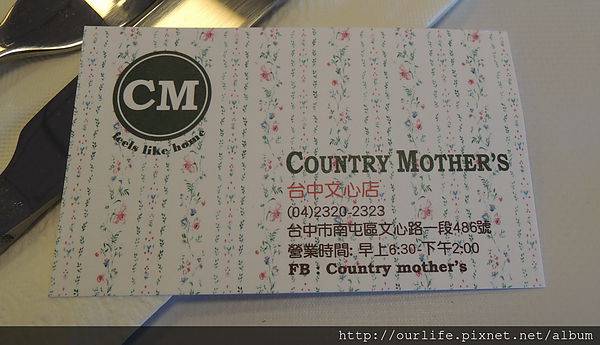 CM
feels like home
COUNTRY MOTHER'S
台中文心店
(04)2320-2323
台中市南屯區文心路一段486號
營業時間: 早上6:30-下午2:00
FB : Country mother's
http://ourlife.pixnet.net/album